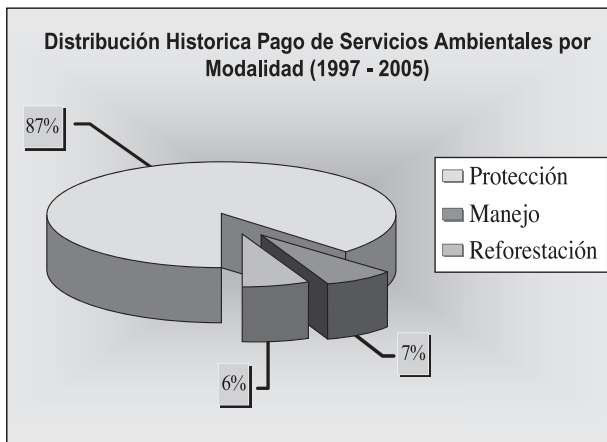 Distribución Historica Pago de Servicios Ambientales por
Modalidad (1997 - 2005)
87%
Protección
Manejo
Reforestación
7%
6%